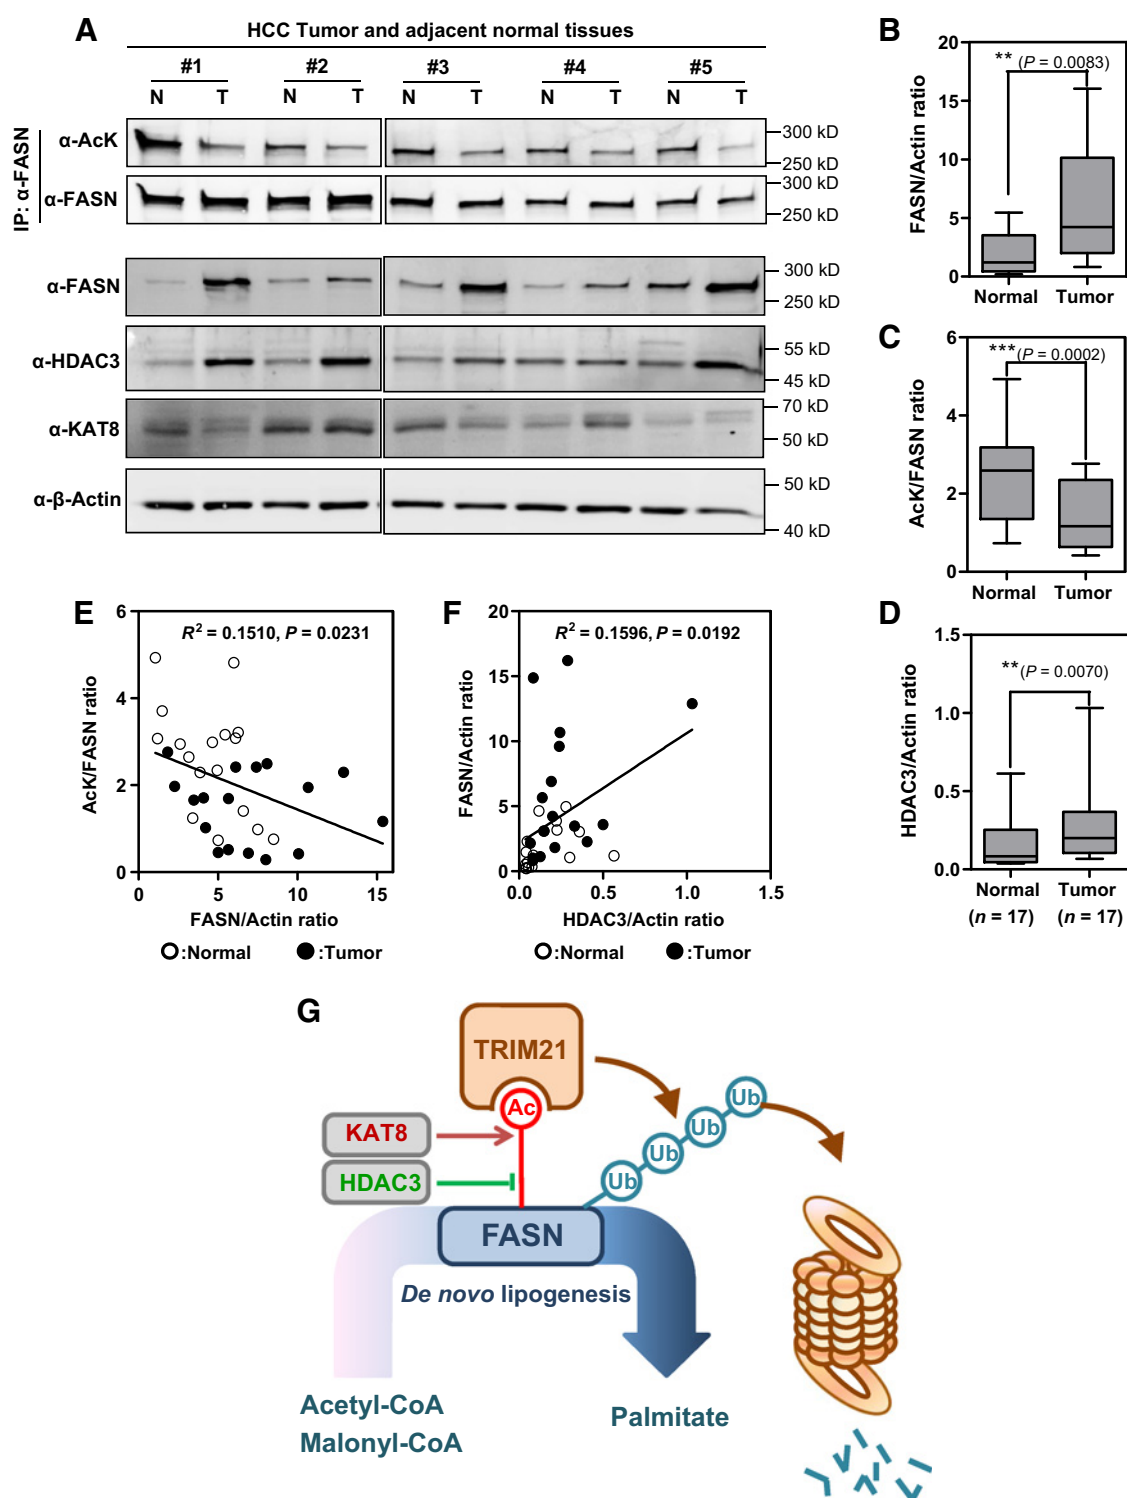 A
HCC Tumor and adjacent normal tissues
#1 #2 #3 #4 #5
N T N T N T N T N T
IP: α-FASN
α-AcK
300 kD
250 kD
α-FASN
300 kD
250 kD
α-FASN
300 kD
250 kD
α-HDAC3
55 kD
45 kD
α-KAT8
70 kD
50 kD
α-β-Actin
50 kD
40 kD
B
FASN/Actin ratio
20
15
10
5
0
** (P = 0.0083)
Normal Tumor
C
AcK/FASN ratio
6
4
2
0
***(P = 0.0002)
Normal Tumor
D
HDAC3/Actin ratio
1.5
1.0
0.5
0.0
**(P = 0.0070)
Normal Tumor
(n = 17) (n = 17)
E
AcK/FASN ratio
6
4
2
0
R² = 0.1510, P = 0.0231
0 5 10 15
FASN/Actin ratio
:Normal :Tumor
F
FASN/Actin ratio
20
15
10
5
0
R² = 0.1596, P = 0.0192
0.0 0.5 1.0 1.5
HDAC3/Actin ratio
:Normal :Tumor
G
TRIM21
Ac
KAT8
HDAC3
Ub
Ub
Ub
Ub
FASN
De novo lipogenesis
Acetyl-CoA
Malonyl-CoA
Palmitate